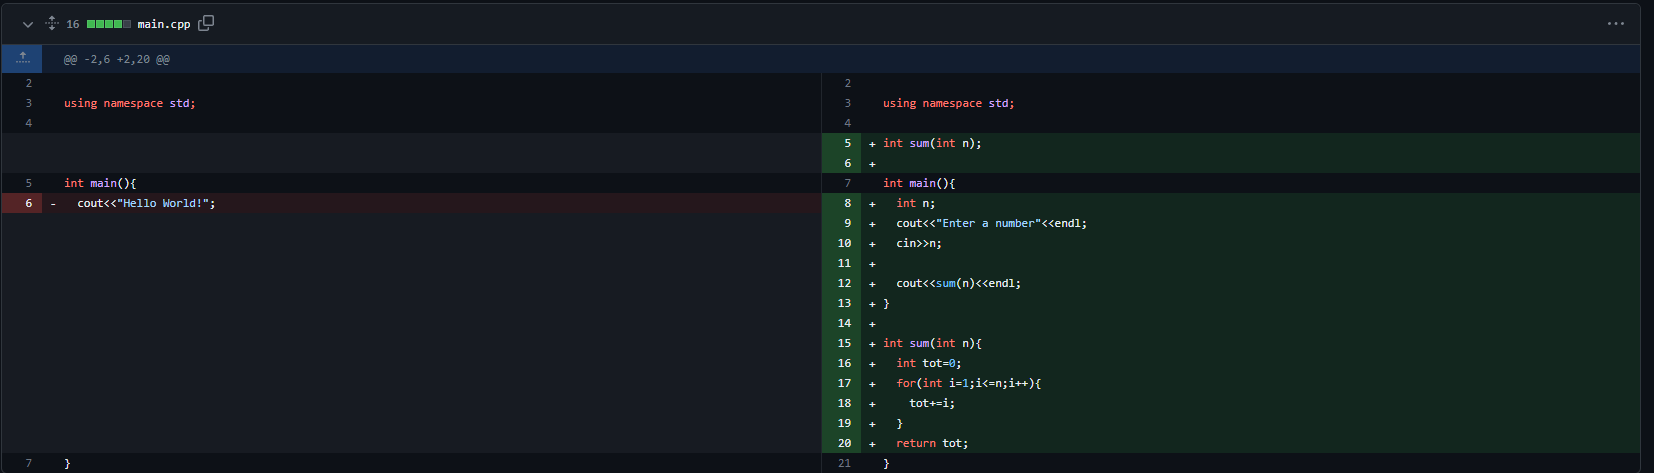 16 main.cpp
@@ -2,6 +2,20 @@
2 2
3 using namespace std; 3 using namespace std;
4 4
5 + int sum(int n);
6 +
5 int main(){ 7 int main(){
6 - cout<<"Hello World!"; 8 + int n;
9 + cout<<"Enter a number"<<endl;
10 + cin>>n;
11 +
12 + cout<<sum(n)<<endl;
13 + }
14 +
15 + int sum(int n){
16 + int tot=0;
17 + for(int i=1;i<=n;i++){
18 + tot+=i;
19 + }
20 + return tot;
7 } 21 }